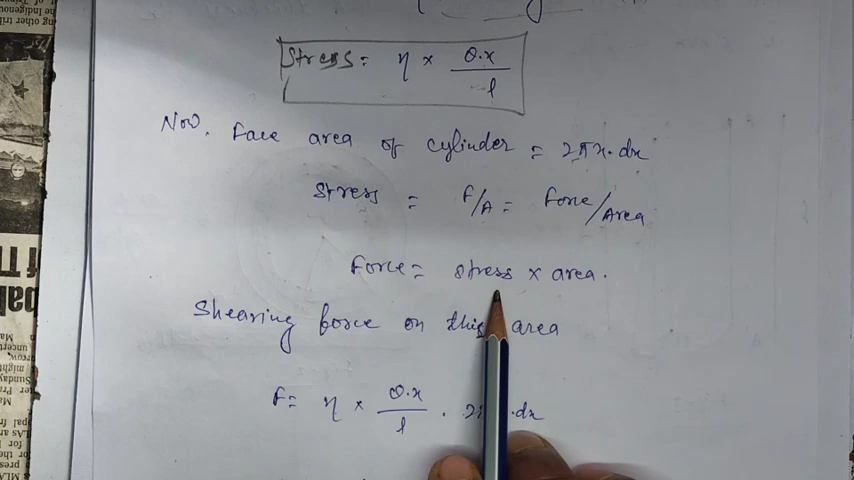 Stress = η × θ.x / l
Now, Face area of cylinder = 2πx.dx
Stress = F/A = Force/Area
Force = stress × area.
Shearing force on this area
F = η × θ.x / l . 2 .dx